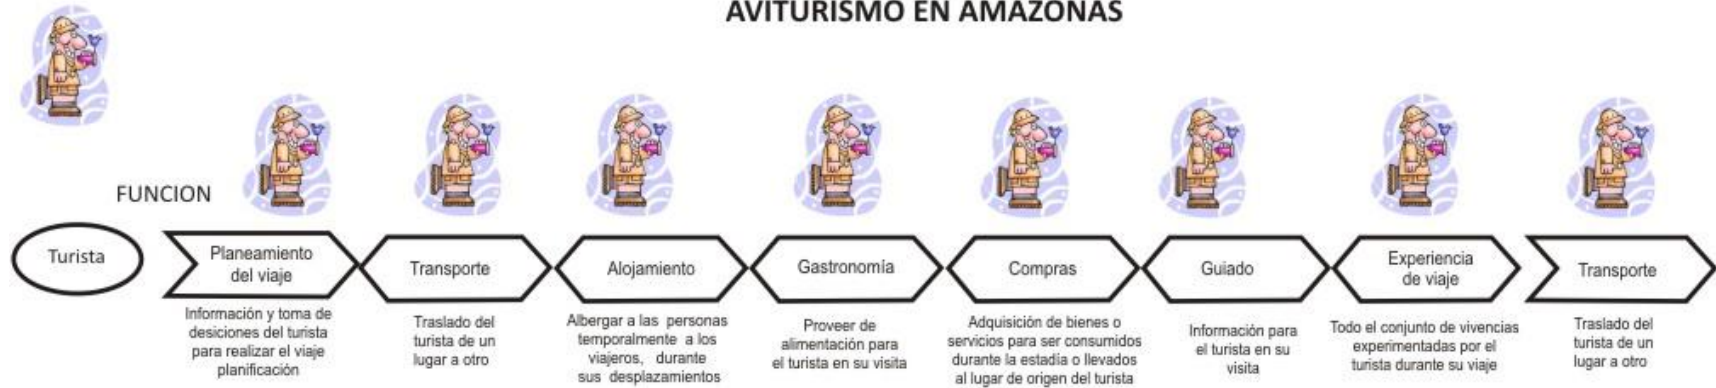 AVITURISMO EN AMAZONAS
FUNCION
Turista
Planeamiento
del viaje
Transporte
Alojamiento
Gastronomía
Compras
Guiado
Experiencia
de viaje
Transporte
Información y toma de
desiciones del turista
para realizar el viaje
planificación
Traslado del
turista de un
lugar a otro
Albergar a las personas
temporalmente a los
viajeros, durante
sus desplazamientos
Proveer de
alimentación para
el turista en su visita
Adquisición de bienes o
servicios para ser consumidos
durante la estadía o llevados
al lugar de origen del turista
Información para
el turista en su
visita
Todo el conjunto de vivencias
experimentadas por el
turista durante su viaje
Traslado del
turista de un
lugar a otro